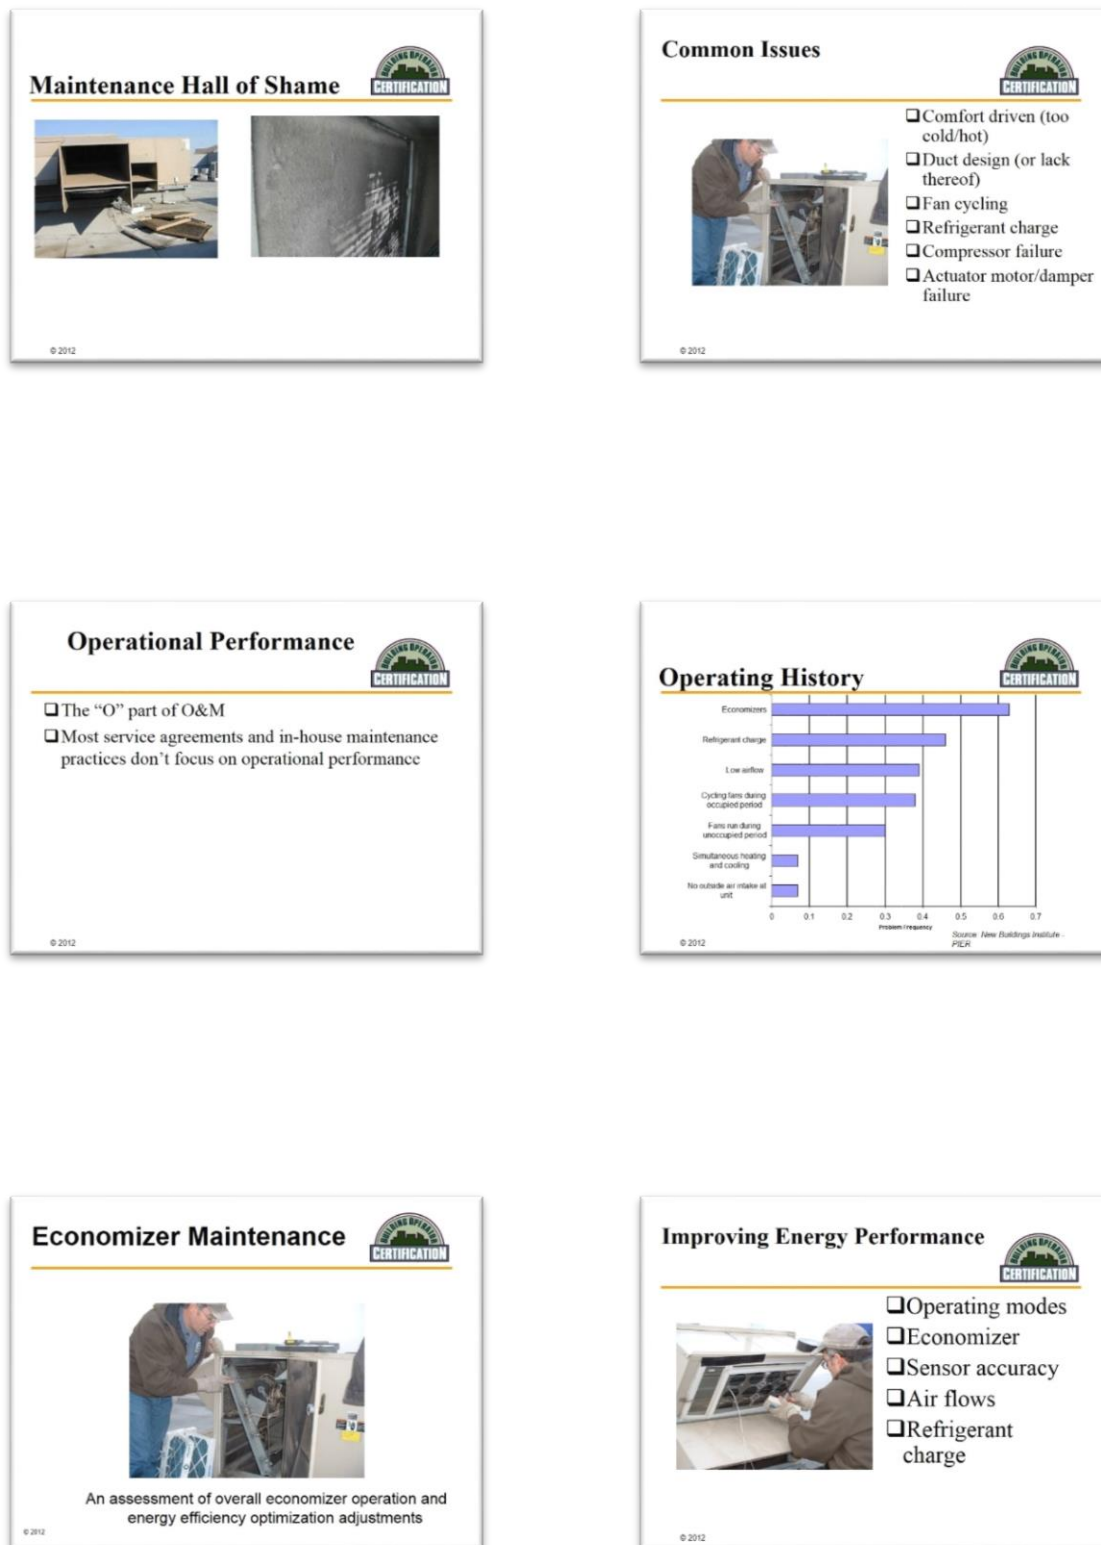 Maintenance Hall of Shame
BUILDING OPERATOR
CERTIFICATION
© 2012
Common Issues
BUILDING OPERATOR
CERTIFICATION
Comfort driven (too
cold/hot)
Duct design (or lack
thereof)
Fan cycling
Refrigerant charge
Compressor failure
Actuator motor/damper
failure
© 2012
Operational Performance
BUILDING OPERATOR
CERTIFICATION
The “O” part of O&M
Most service agreements and in-house maintenance
practices don’t focus on operational performance
© 2012
Operating History
BUILDING OPERATOR
CERTIFICATION
Economizers
Refrigerant charge
Low airflow
Cycling fans during
occupied period
Fans run during
unoccupied period
Simultaneous heating
and cooling
No outside air intake at
unit
0 0.1 0.2 0.3 0.4 0.5 0.6 0.7
Problem Frequency
Source: New Buildings Institute -
PIER
© 2012
Economizer Maintenance
BUILDING OPERATOR
CERTIFICATION
An assessment of overall economizer operation and
energy efficiency optimization adjustments
© 2012
Improving Energy Performance
BUILDING OPERATOR
CERTIFICATION
Operating modes
Economizer
Sensor accuracy
Air flows
Refrigerant
charge
© 2012